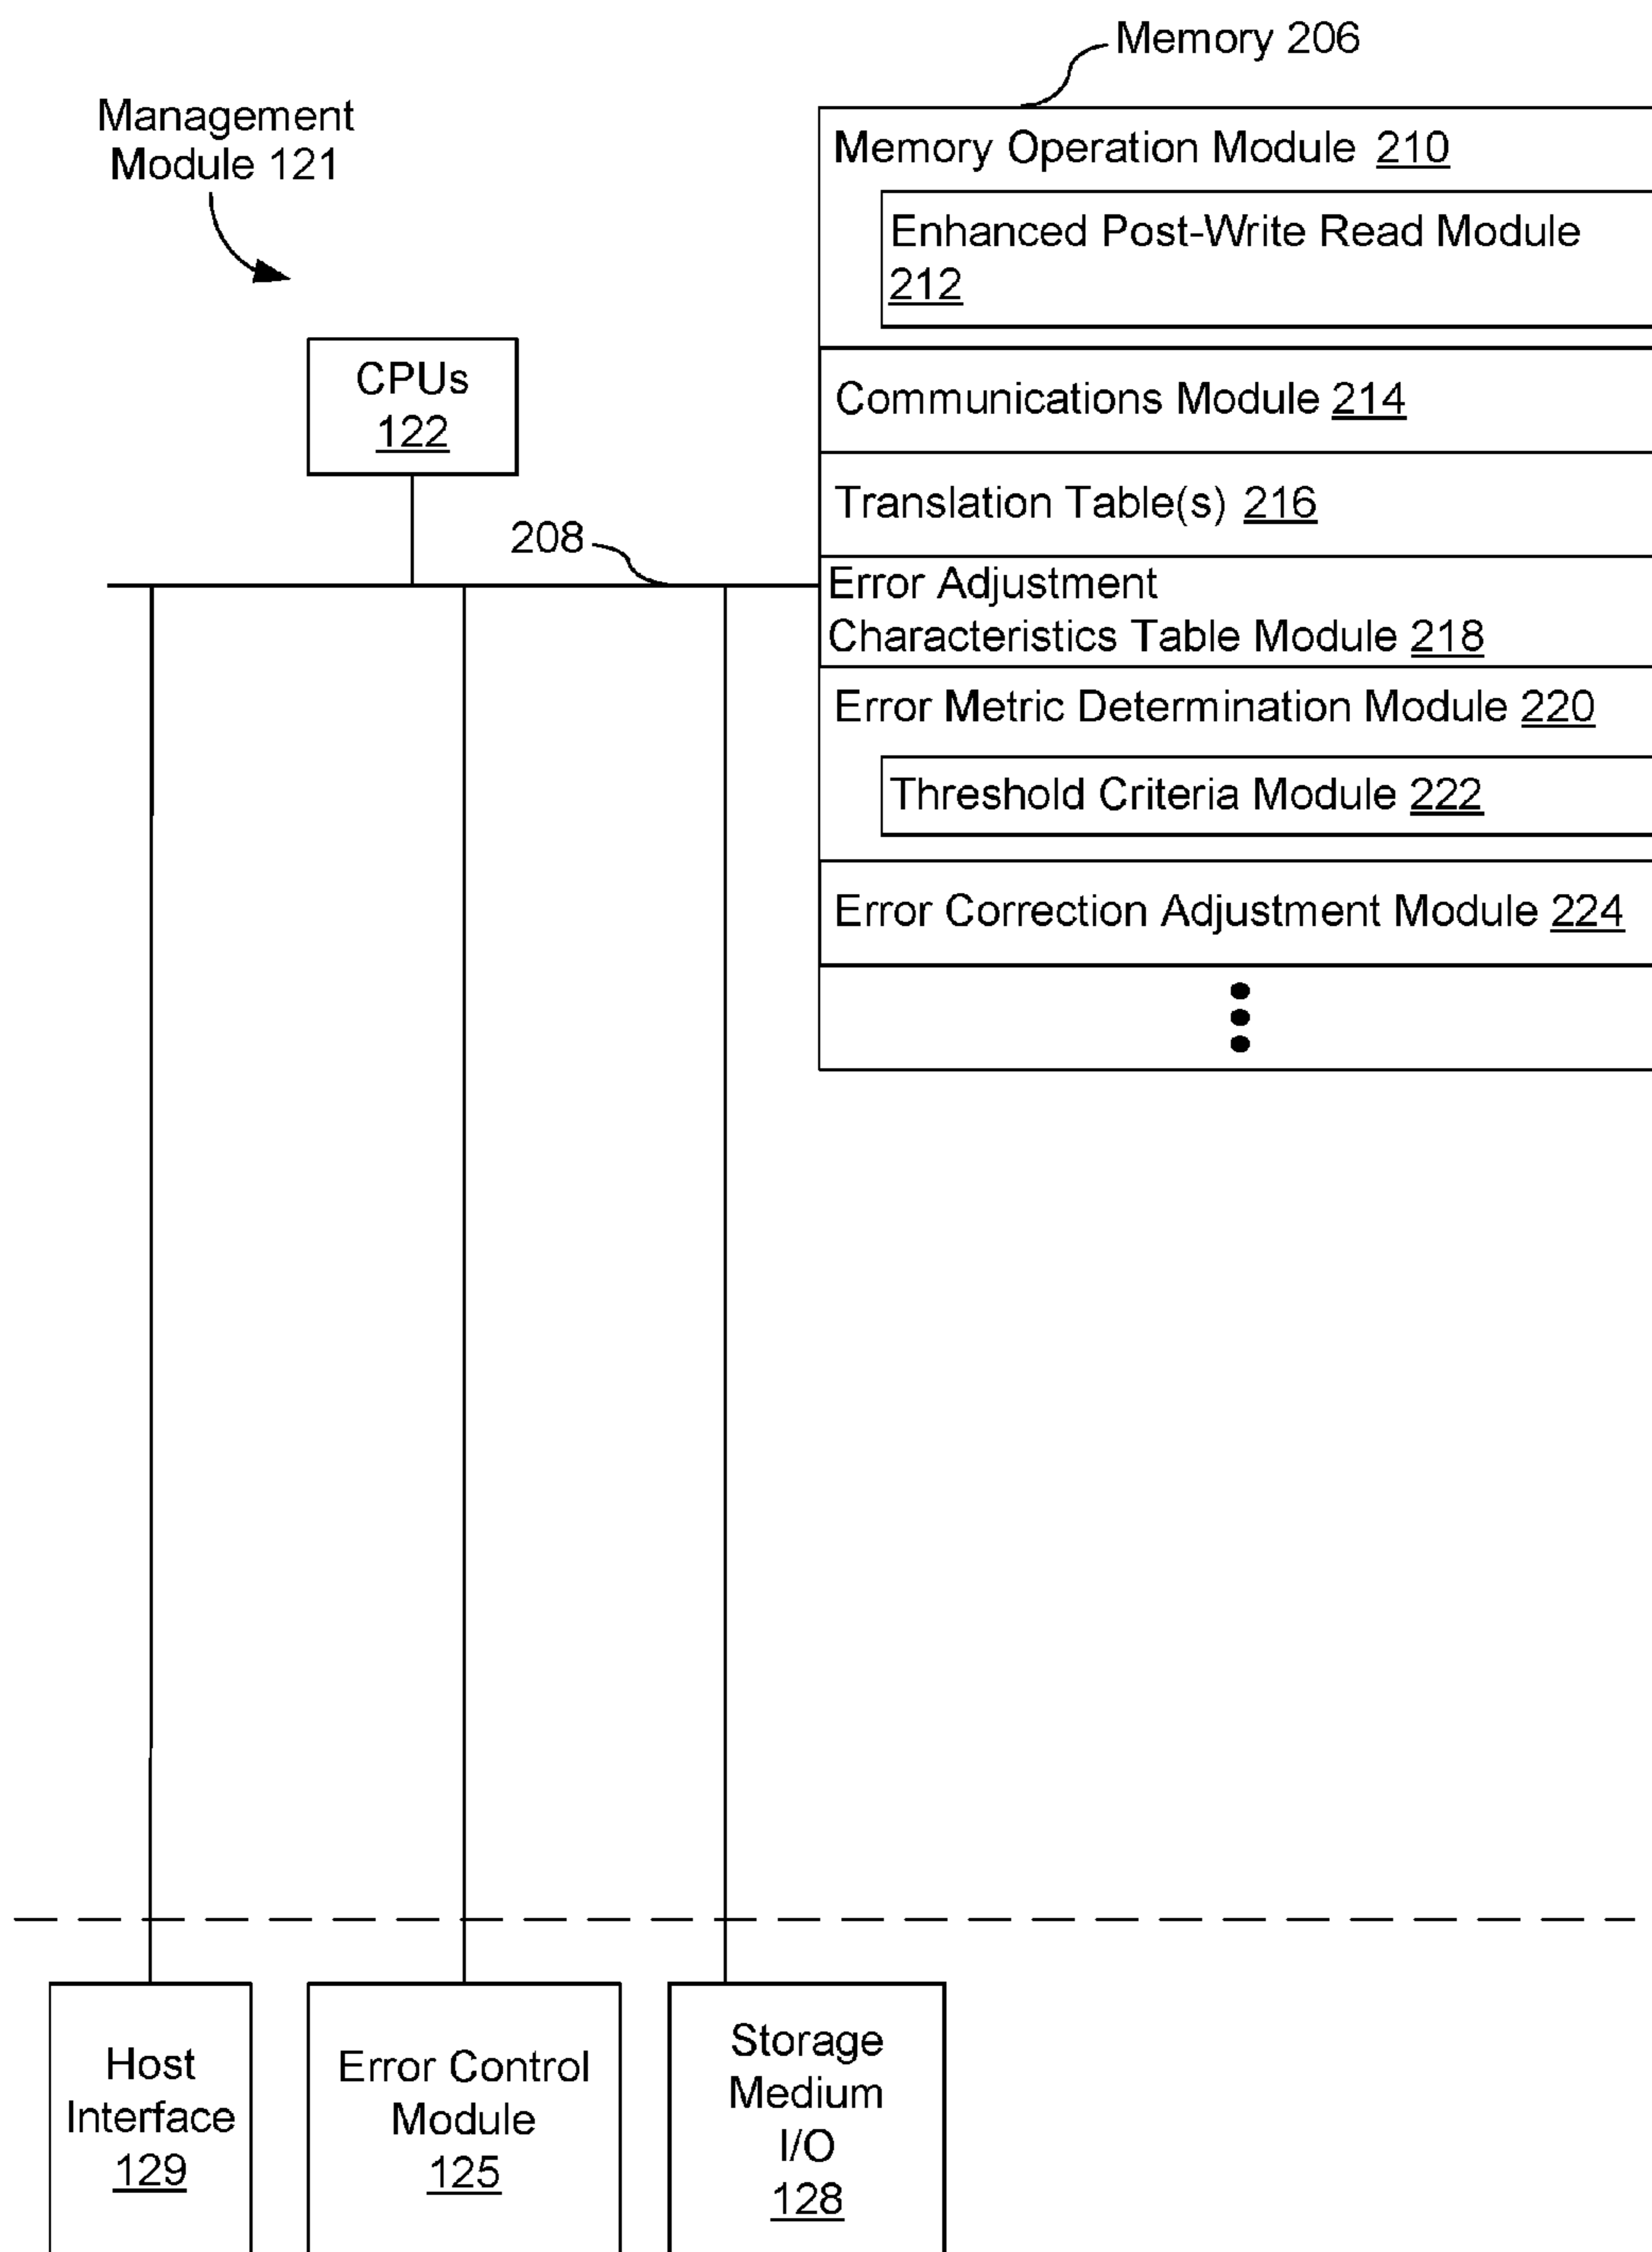 Memory 206
Management
Module 121
Memory Operation Module 210
Enhanced Post-Write Read Module
212
CPUs
122
Communications Module 214
Translation Table(s) 216
208
Error Adjustment
Characteristics Table Module 218
Error Metric Determination Module 220
Threshold Criteria Module 222
Error Correction Adjustment Module 224
Host
Interface
129
Error Control
Module
125
Storage
Medium
I/O
128